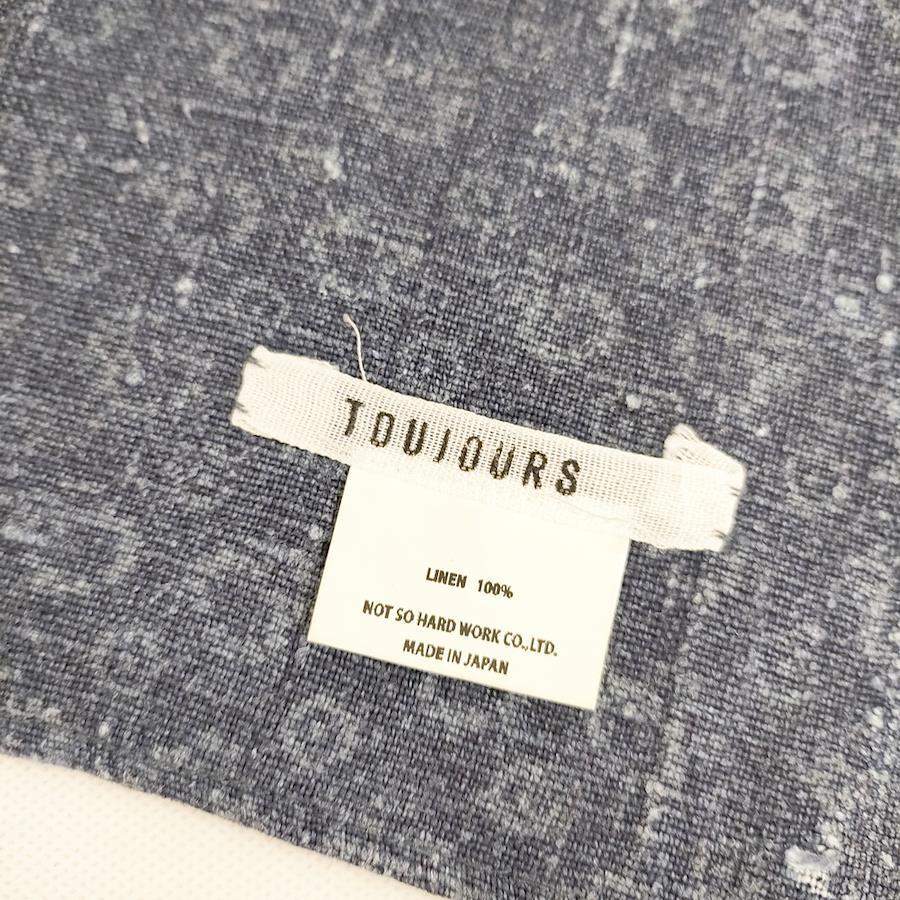 TOUJOURS
LINEN 100%
NOT SO HARD WORK CO.,LTD.
MADE IN JAPAN